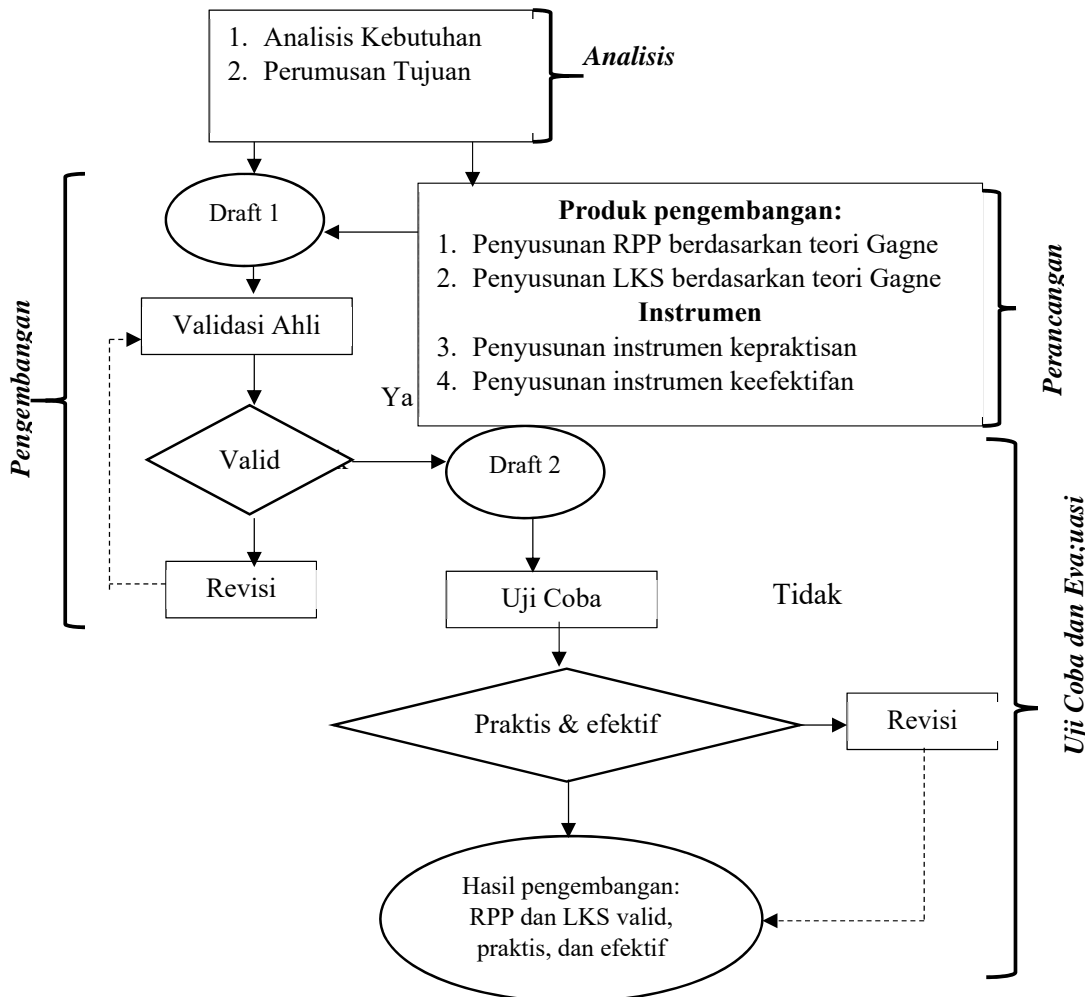 1. Analisis Kebutuhan
2. Perumusan Tujuan
Analisis
Draft 1
Produk pengembangan:
1. Penyusunan RPP berdasarkan teori Gagne
2. Penyusunan LKS berdasarkan teori Gagne
Instrumen
3. Penyusunan instrumen kepraktisan
4. Penyusunan instrumen keefektifan
Perancangan
Pengembangan
Validasi Ahli
Ya
Valid
Draft 2
Revisi
Uji Coba
Tidak
Uji Coba dan Eva;uasi
Praktis & efektif
Revisi
Hasil pengembangan:
RPP dan LKS valid,
praktis, dan efektif